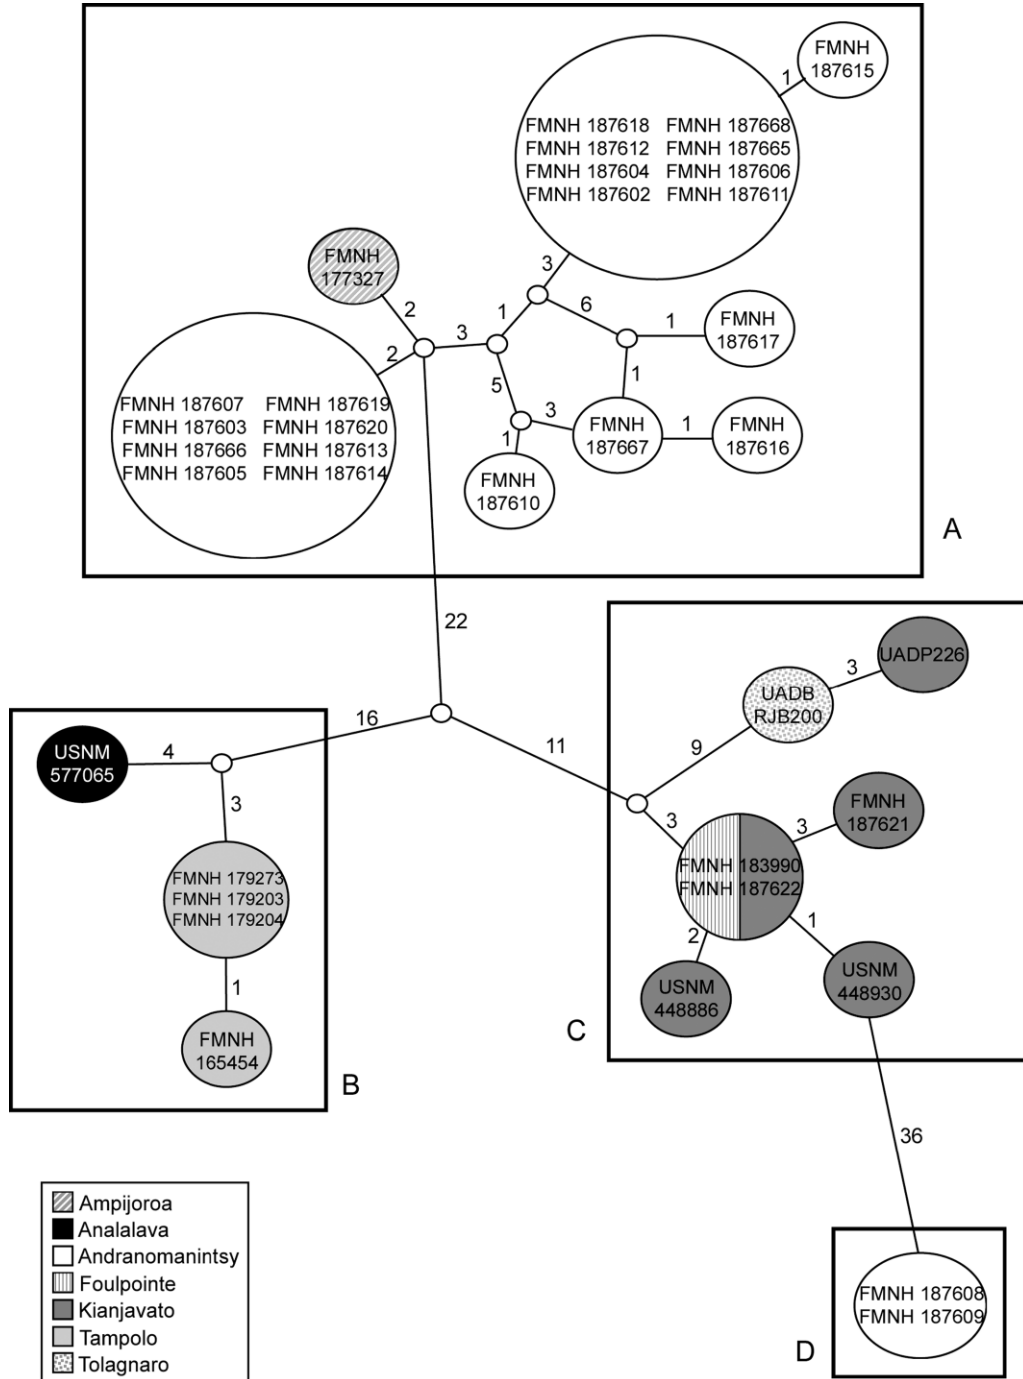 FMNH
187615
1
FMNH 187618 FMNH 187668
FMNH 187612 FMNH 187665
FMNH 187604 FMNH 187606
FMNH 187602 FMNH 187611
FMNH
177327
3
2
1
6
1
FMNH
187617
3
2
5
1
FMNH 187607 FMNH 187619
FMNH 187603 FMNH 187620
FMNH 187666 FMNH 187613
FMNH 187605 FMNH 187614
3
FMNH
187667
1
FMNH
187616
1
FMNH
187610
A
22
UADP226
3
UADB
RJB200
16
11
9
USNM
577065
4
3
FMNH
187621
3
3
FMNH 183990
FMNH 187622
FMNH 179273
FMNH 179203
FMNH 179204
2
1
USNM
448886
USNM
448930
1
FMNH
165454
B
C
36
Ampijoroa
Analalava
Andranomanintsy
Foulpointe
Kianjavato
Tampolo
Tolagnaro
FMNH 187608
FMNH 187609
D